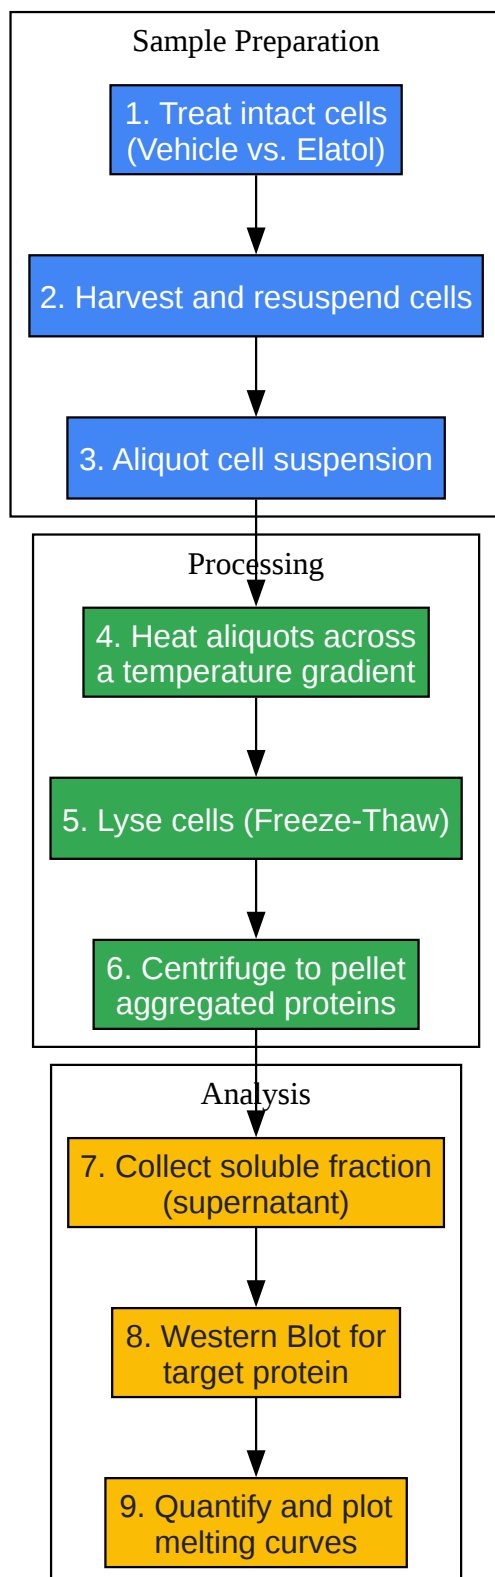 Sample Preparation
1. Treat intact cells
(Vehicle vs. Elatol)
2. Harvest and resuspend cells
3. Aliquot cell suspension
Processing
4. Heat aliquots across
a temperature gradient
5. Lyse cells (Freeze-Thaw)
6. Centrifuge to pellet
aggregated proteins
Analysis
7. Collect soluble fraction
(supernatant)
8. Western Blot for
target protein
9. Quantify and plot
melting curves